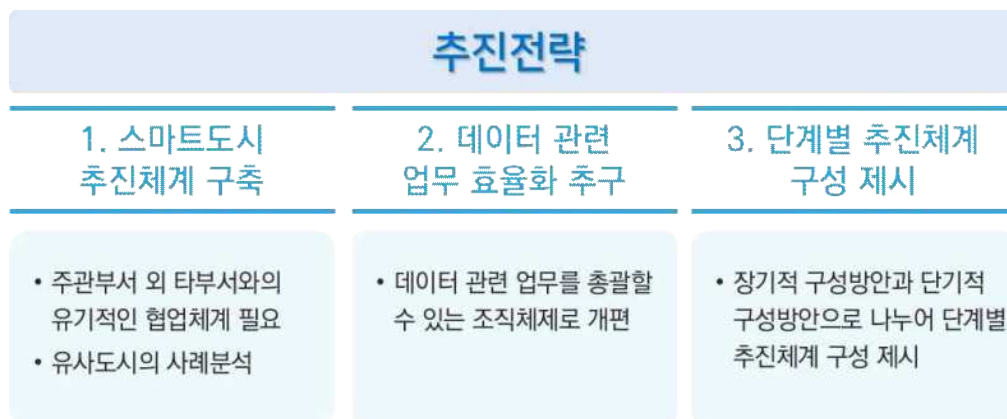 추진전략
1. 스마트도시
추진체계 구축
2. 데이터 관련
업무 효율화 추구
3. 단계별 추진체계
구성 제시
• 주관부서 외 타부서와의
유기적인 협업체계 필요
• 유사도시의 사례분석
• 데이터 관련 업무를 총괄할
수 있는 조직체제로 개편
• 장기적 구성방안과 단기적
구성방안으로 나누어 단계별
추진체계 구성 제시